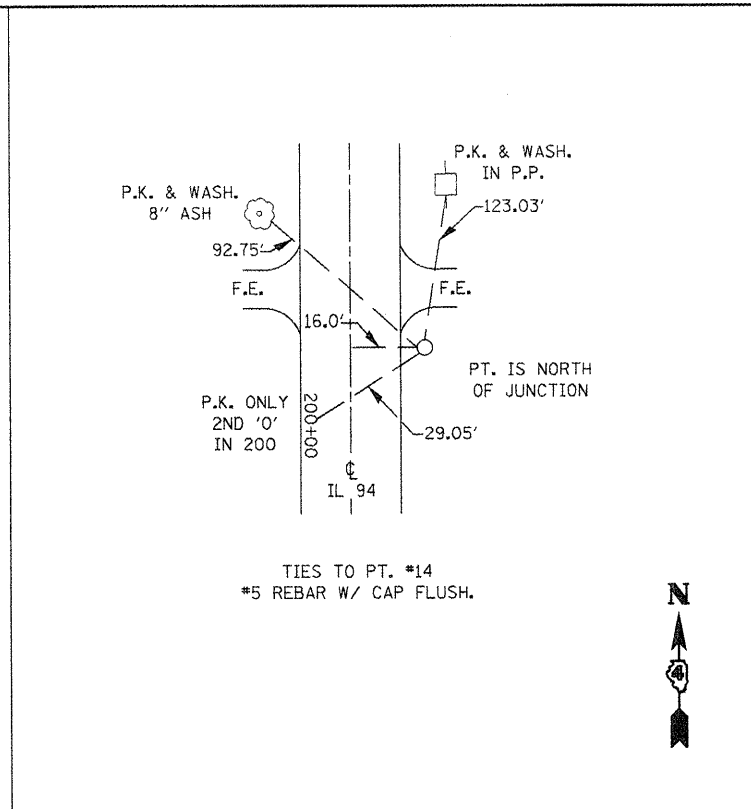 P.K. & WASH.
8" ASH
P.K. & WASH.
IN P.P.
123.03'
92.75'
F.E.
F.E.
16.0'
PT. IS NORTH
OF JUNCTION
P.K. ONLY
2ND 'O'
IN 200
200+00
29.05'
℄
IL 94
TIES TO PT. #14
#5 REBAR W/ CAP FLUSH.
N
4